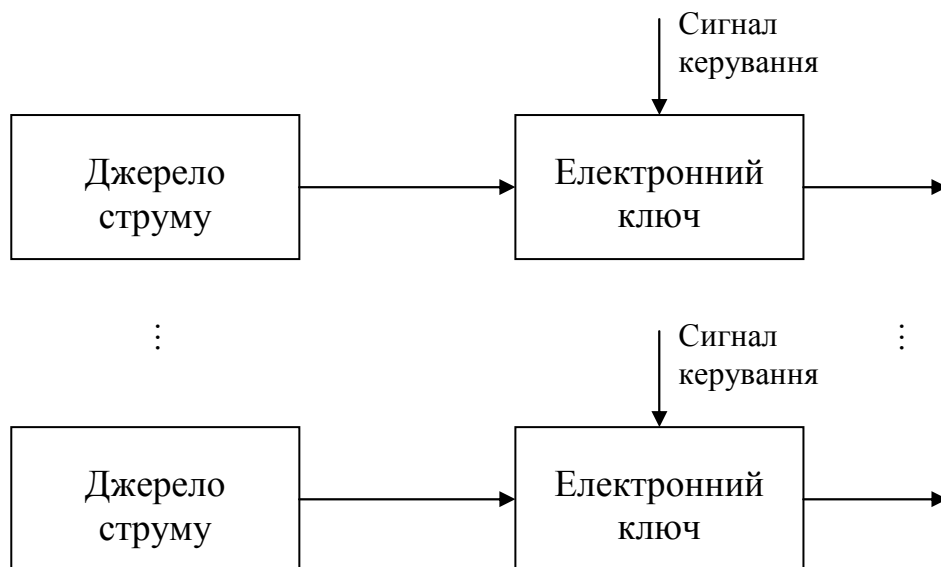 Сигнал
керування
Джерело
струму
Електронний
ключ
Сигнал
керування
Джерело
струму
Електронний
ключ